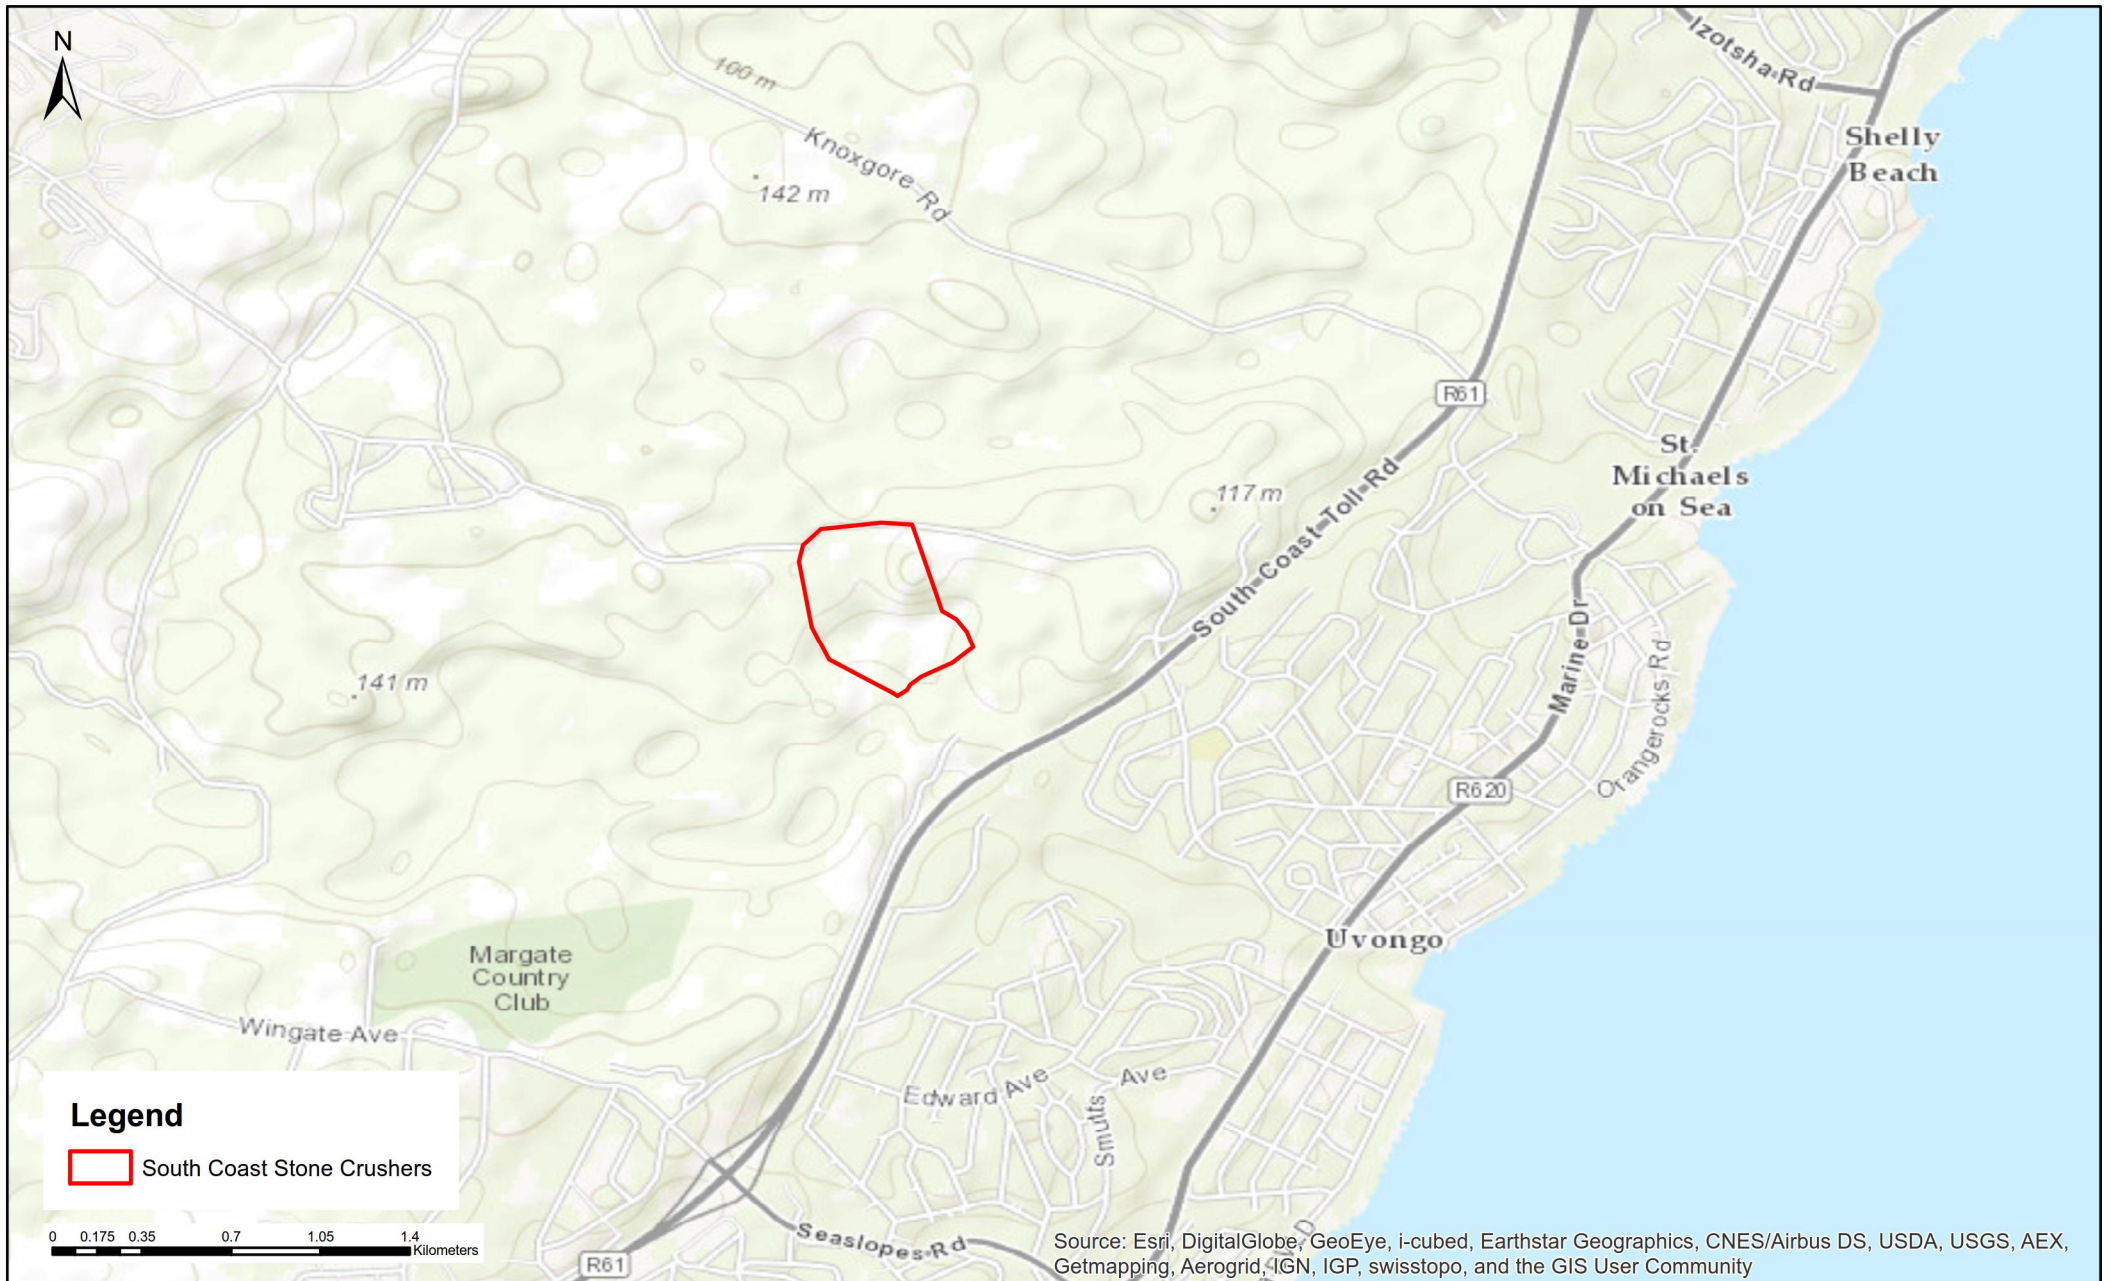 N
Izotsha Rd
100 m
Shelly
Beach
Knoxgore Rd
142 m
R61
St.
Michaels
on Sea
117 m
South Coast Toll Rd
Marine Dr
Orangerocks Rd
141 m
R620
Uvongo
Margate
Country
Club
Wingate Ave
Edward Ave
Ave
Smutts
Legend
South Coast Stone Crushers
0 0.175 0.35 0.7 1.05 1.4
Kilometers
Seaslopes Rd
R61
Source: Esri, DigitalGlobe, GeoEye, i-cubed, Earthstar Geographics, CNES/Airbus DS, USDA, USGS, AEX,
Getmapping, Aerogrid, IGN, IGP, swisstopo, and the GIS User Community